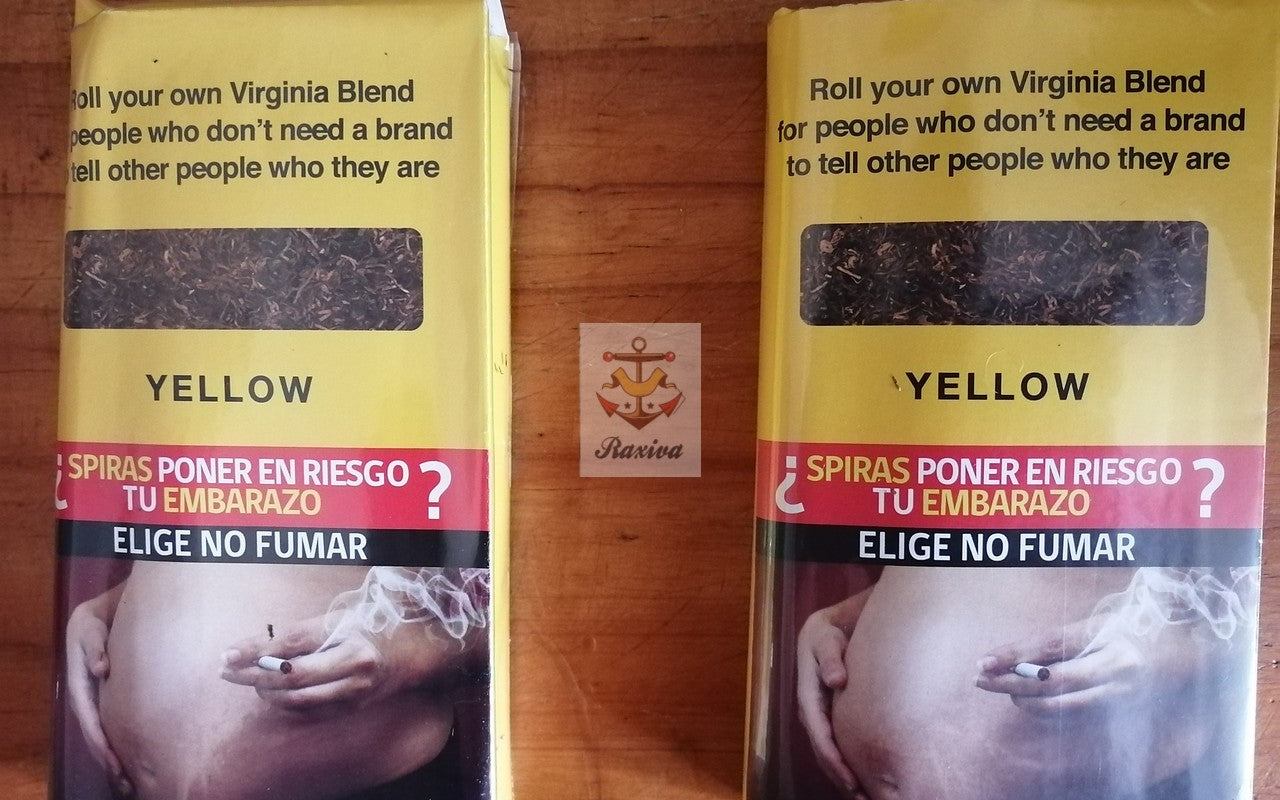 Roll your own Virginia Blend
people who don't need a brand
tell other people who they are
YELLOW
¿SPIRAS PONER EN RIESGO
TU EMBARAZO?
ELIGE NO FUMAR
Raxiva
Roll your own Virginia Blend
for people who don't need a brand
to tell other people who they are
YELLOW
¿SPIRAS PONER EN RIESGO
TU EMBARAZO?
ELIGE NO FUMAR